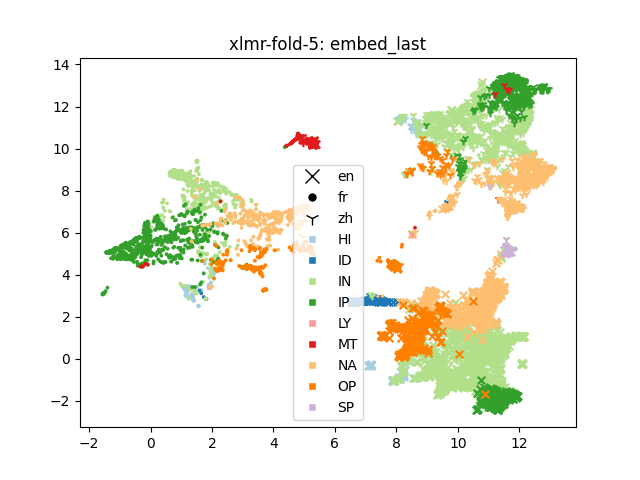 xlmr-fold-5: embed_last
14
12
10
8
6
4
2
0
−2
−2
0
2
4
6
8
10
12
en
fr
zh
HI
ID
IN
IP
LY
MT
NA
OP
SP